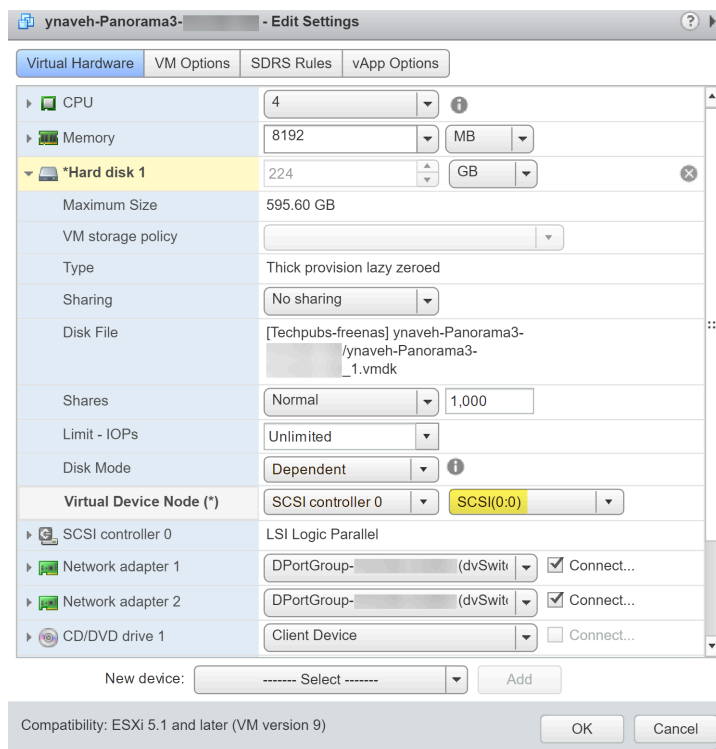 ynaveh-Panorama3- - Edit Settings ?
Virtual Hardware VM Options SDRS Rules vApp Options
CPU 4 i
Memory 8192 MB
*Hard disk 1 224 GB
Maximum Size 595.60 GB
VM storage policy
Type Thick provision lazy zeroed
Sharing No sharing
Disk File [Techpubs-freenas] ynaveh-Panorama3-
/ynaveh-Panorama3-
_1.vmdk
Shares Normal 1,000
Limit - IOPs Unlimited
Disk Mode Dependent i
Virtual Device Node (*) SCSI controller 0 SCSI(0:0)
SCSI controller 0 LSI Logic Parallel
Network adapter 1 DPortGroup- (dvSwit Connect...
Network adapter 2 DPortGroup- (dvSwit Connect...
CD/DVD drive 1 Client Device Connect...
New device: ------- Select ------- Add
Compatibility: ESXi 5.1 and later (VM version 9) OK Cancel